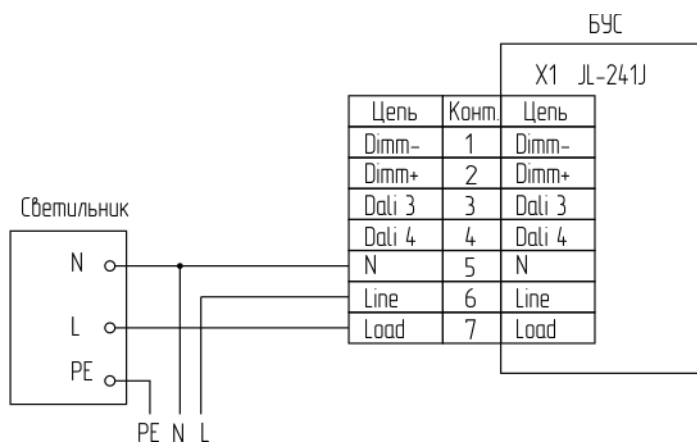 БУС
X1 JL-241J
Цепь Конт. Цепь
Dimm- 1 Dimm-
Dimm+ 2 Dimm+
Dali 3 3 Dali 3
Dali 4 4 Dali 4
N 5 N
Line 6 Line
Load 7 Load
Светильник
N
L
PE
PE N L